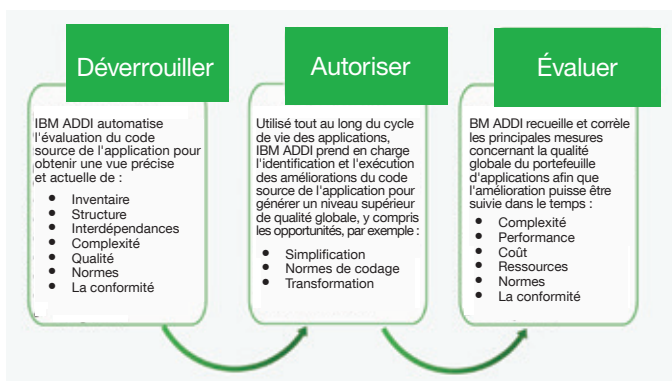 Déverrouiller
IBM ADDI automatise
l'évaluation du code
source de l'application pour
obtenir une vue précise
et actuelle de :
• Inventaire
• Structure
• Interdépendances
• Complexité
• Qualité
• Normes
• La conformité
Autoriser
Utilisé tout au long du cycle
de vie des applications,
IBM ADDI prend en charge
l'identification et l'exécution
des améliorations du code
source de l'application pour
générer un niveau supérieur
de qualité globale, y compris
les opportunités, par exemple :
• Simplification
• Normes de codage
• Transformation
Évaluer
BM ADDI recueille et corrèle
les principales mesures
concernant la qualité
globale du portefeuille
d'applications afin que
l'amélioration puisse être
suivie dans le temps :
• Complexité
• Performance
• Coût
• Ressources
• Normes
• La conformité